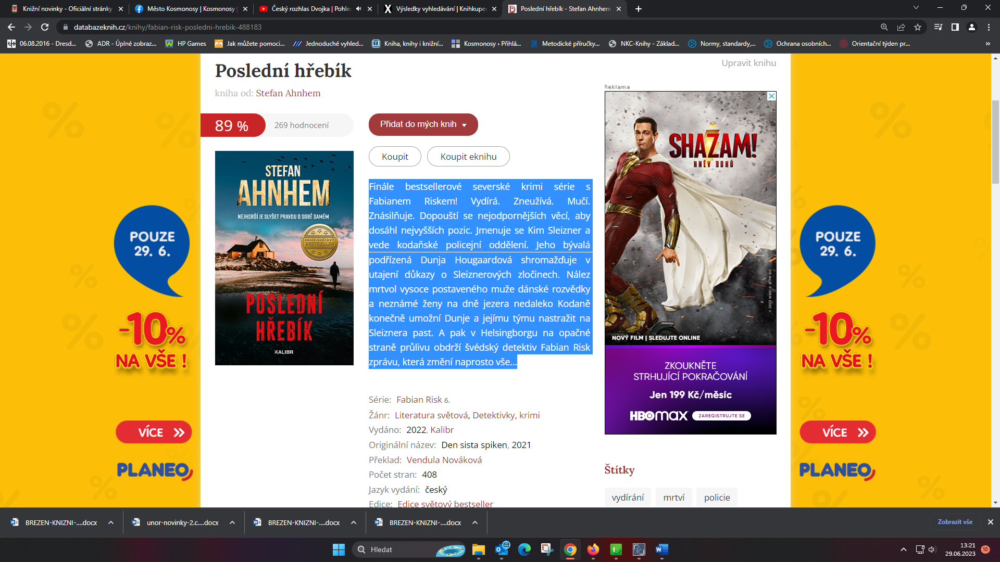 Knižní novinky - Oficiální stránky
Město Kosmonosy | Kosmonosy
Český rozhlas Dvojka | Pohle
Výsledky vyhledávání | Knihkupec
Poslední hřebík - Stefan Ahnhem
databazeknih.cz/knihy/fabian-risk-posledni-hrebik-488183
06.08.2016 - Dresd...
ADR - Úplné zobraz...
HP Games
Jak můžete pomoci...
Jednoduché vyhled...
Kniha, knihy i knižní...
Kosmonosy › Přihlá...
Metodické příručky...
NKC-Knihy - Základ...
Normy, standardy,...
Ochrana osobních...
Orientační týden pr...
»
Poslední hřebík
Upravit knihu
kniha od: Stefan Ahnhem
89 %
269 hodnocení
Přidat do mých knih
Koupit
Koupit eknihu
STEFAN
AHNHEM
NEJHORŠÍ JE SLYŠET PRAVDU O SOBĚ SAMÉM
EDICE SVĚTOVÝ
BESTSELLER
POSLEDNÍ
HŘEBÍK
KALIBR
Finále bestsellerové severské krimi série s
Fabianem Riskem! Vydírá. Zneužívá. Mučí.
Znásilňuje. Dopouští se nejodpornějších věcí, aby
dosáhl nejvyšších pozic. Jmenuje se Kim Sleizner a
vede kodaňské policejní oddělení. Jeho bývalá
podřízená Dunja Hougaardová shromažďuje v
utajení důkazy o Sleiznerových zločinech. Nález
mrtvol vysoce postaveného muže dánské rozvědky
a neznámé ženy na dně jezera nedaleko Kodaně
konečně umožní Dunje a jejímu týmu nastražit na
Sleiznera past. A pak v Helsingborgu na opačné
straně průlivu obdrží švédský detektiv Fabian Risk
zprávu, která změní naprosto vše...
Série: Fabian Risk 6.
Žánr: Literatura světová, Detektivky, krimi
Vydáno: 2022, Kalibr
Originální název: Den sista spiken, 2021
Překlad: Vendula Nováková
Počet stran: 408
Jazyk vydání: český
Edice: Edice světový bestseller
Reklama
SHAZAM!
HNĚV BOHŮ
NOVÝ FILM | SLEDUJTE ONLINE
ZKOUKNĚTE
STRHUJÍCÍ POKRAČOVÁNÍ
Jen 199 Kč/měsíc
HBOMAX
ZAREGISTRUJTE SE
Štítky
vydírání
mrtví
policie
POUZE
29. 6.
-10%
NA VŠE !
VÍCE »
PLANEO
POUZE
29. 6.
-10%
NA VŠE !
VÍCE »
PLANEO
BREZEN-KNIZNI-....docx
unor-novinky-2.c....docx
BREZEN-KNIZNI-....docx
BREZEN-KNIZNI-....docx
Zobrazit vše
Hledat
13:21
29.06.2023
10